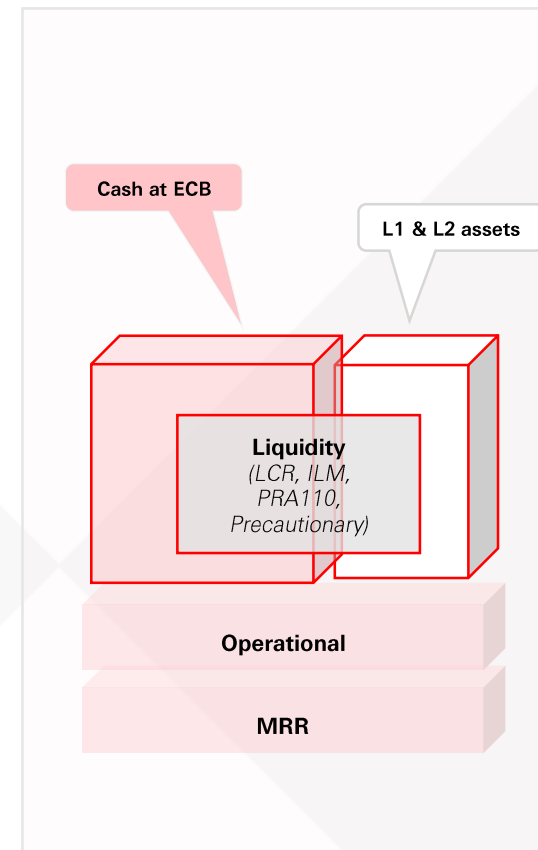 Cash at ECB
L1 & L2 assets
Liquidity
(LCR, ILM,
PRA110,
Precautionary)
Operational
MRR